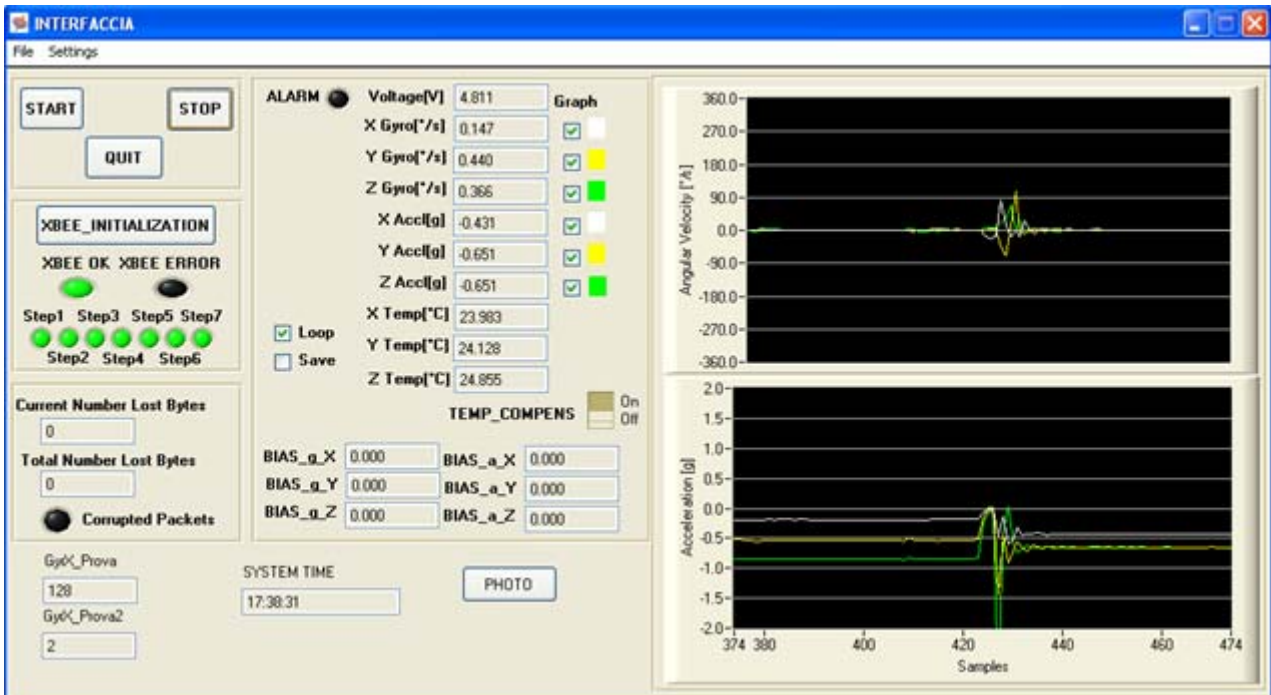 INTERFACCIA
File Settings
START
STOP
QUIT
XBEE_INITIALIZATION
XBEE OK XBEE ERROR
Step1 Step3 Step5 Step7
Step2 Step4 Step6
Current Number Lost Bytes
0
Total Number Lost Bytes
0
Corrupted Packets
GyrX_Prova
128
GyrX_Prova2
2
SYSTEM TIME
17:38:31
PHOTO
ALARM
Voltage[V] 4.811 Graph
X Gyro[°/s] 0.147
Y Gyro[°/s] 0.440
Z Gyro[°/s] 0.366
X Accl[g] -0.431
Y Accl[g] -0.651
Z Accl[g] -0.651
X Temp[°C] 23.983
Loop
Y Temp[°C] 24.128
Save
Z Temp[°C] 24.855
TEMP_COMPENS
On
Off
BIAS_g_X 0.000 BIAS_a_X 0.000
BIAS_g_Y 0.000 BIAS_a_Y 0.000
BIAS_g_Z 0.000 BIAS_a_Z 0.000
Angular Velocity [°/s]
360.0
270.0
180.0
90.0
0.0
-90.0
-180.0
-270.0
-360.0
Acceleration [g]
2.0
1.5
1.0
0.5
0.0
-0.5
-1.0
-1.5
-2.0
374 380 400 420 440 460 474
Samples